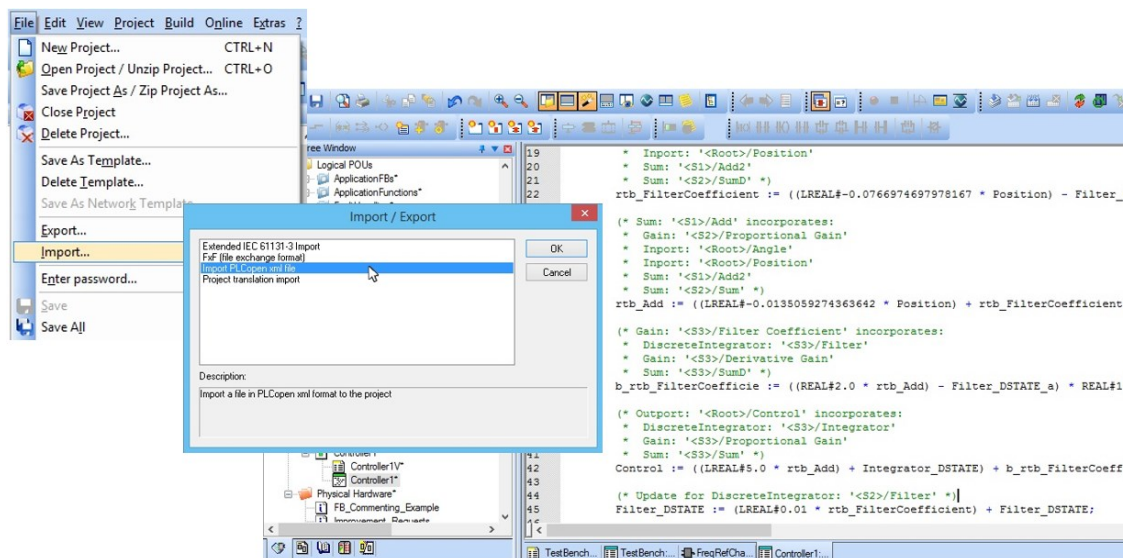 File Edit View Project Build Online Extras ?
New Project... CTRL+N
Open Project / Unzip Project... CTRL+O
Save Project As / Zip Project As...
Close Project
Delete Project...
Save As Template...
Delete Template...
Save As Network Template
Export...
Import...
Enter password...
Save
Save All
Logical POUs
ApplicationFBs*
ApplicationFunctions*
Import / Export
Extended IEC 61131-3 Import
FxF (file exchange format)
Import PLCopen xml file
Project translation import
OK
Cancel
Description:
Import a file in PLCopen xml format to the project
Controller1V*
Controller1*
Physical Hardware*
FB_Commenting_Example
19 * Inport: '<Root>/Position'
20 * Sum: '<S1>/Add2'
21 * Sum: '<S2>/SumD' *)
22 rtb_FilterCoefficient := ((LREAL#-0.0766974697978167 * Position) - Filter_
(* Sum: '<S1>/Add' incorporates:
* Gain: '<S2>/Proportional Gain'
* Inport: '<Root>/Angle'
* Inport: '<Root>/Position'
* Sum: '<S1>/Add2'
* Sum: '<S2>/Sum' *)
rtb_Add := ((LREAL#-0.0135059274363642 * Position) + rtb_FilterCoefficient
(* Gain: '<S3>/Filter Coefficient' incorporates:
* DiscreteIntegrator: '<S3>/Filter'
* Gain: '<S3>/Derivative Gain'
* Sum: '<S3>/SumD' *)
b_rtb_FilterCoefficie := ((REAL#2.0 * rtb_Add) - Filter_DSTATE_a) * REAL#1
(* Outport: '<Root>/Control' incorporates:
* DiscreteIntegrator: '<S3>/Integrator'
* Gain: '<S3>/Proportional Gain'
41 * Sum: '<S3>/Sum' *)
42 Control := ((LREAL#5.0 * rtb_Add) + Integrator_DSTATE) + b_rtb_FilterCoeff
43
44 (* Update for DiscreteIntegrator: '<S2>/Filter' *)
45 Filter_DSTATE := (LREAL#0.01 * rtb_FilterCoefficient) + Filter_DSTATE;
TestBench... TestBench:... FreqRefCha... Controller1:...